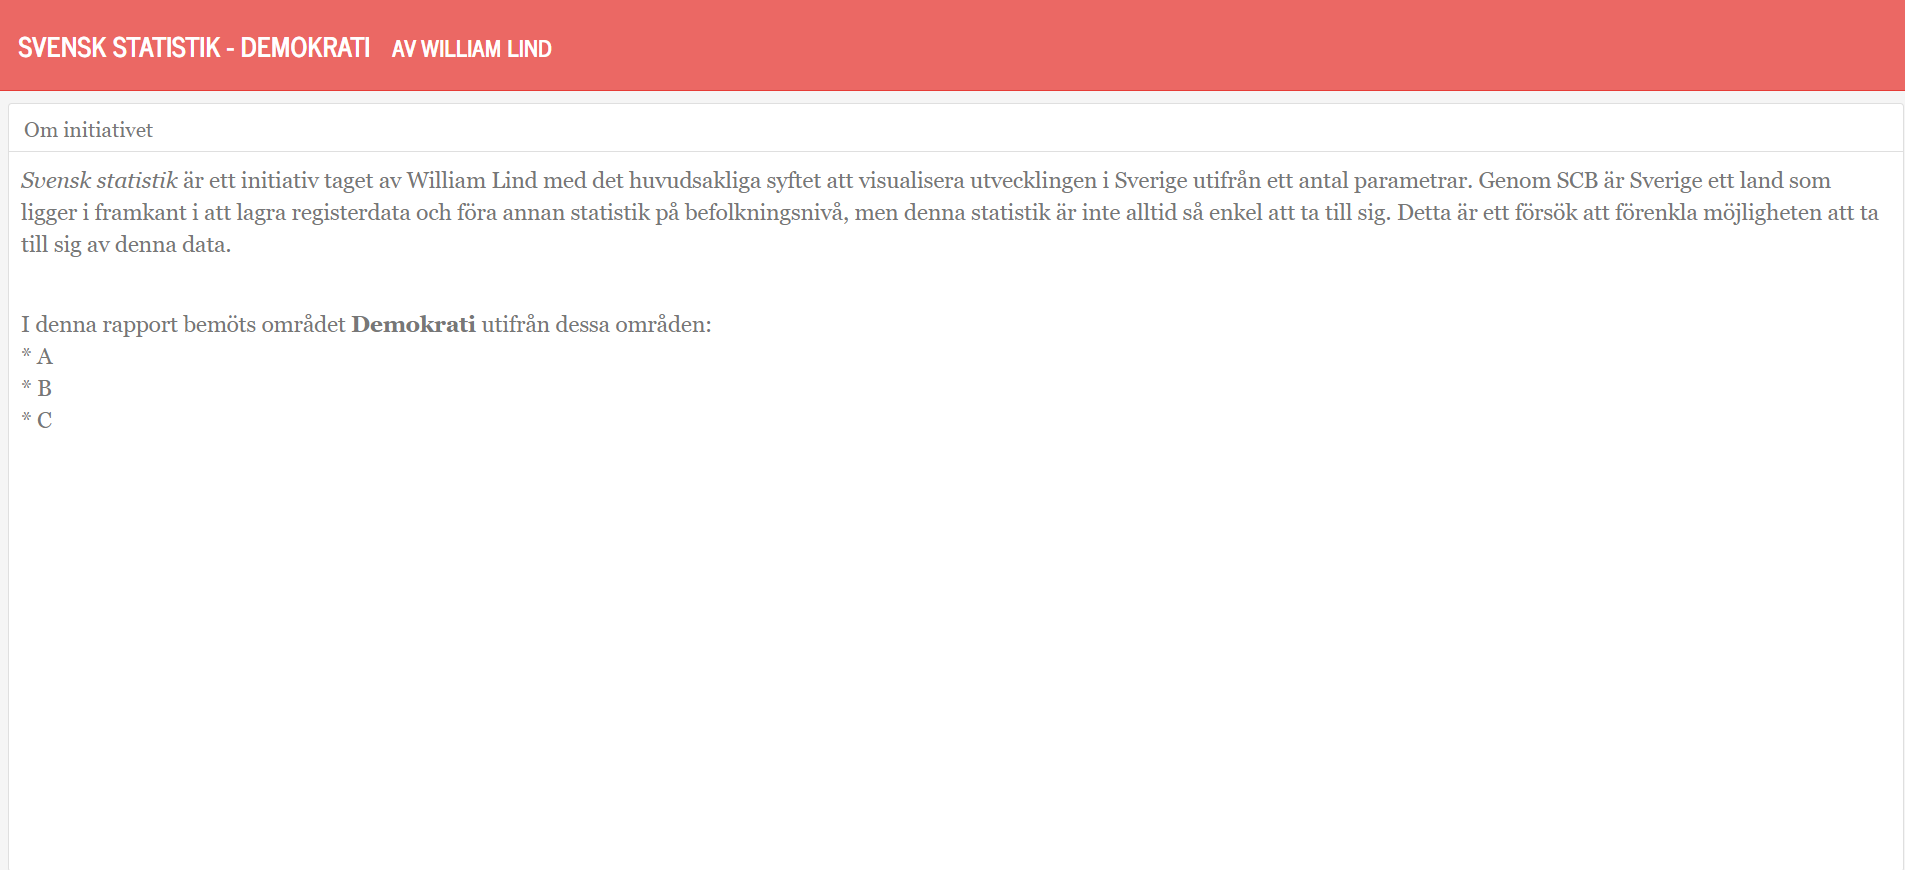 SVENSK STATISTIK - DEMOKRATI AV WILLIAM LIND
Om initiativet
Svensk statistik är ett initiativ taget av William Lind med det huvudsakliga syftet att visualisera utvecklingen i Sverige utifrån ett antal parametrar. Genom SCB är Sverige ett land som
ligger i framkant i att lagra registerdata och föra annan statistik på befolkningsnivå, men denna statistik är inte alltid så enkel att ta till sig. Detta är ett försök att förenkla möjligheten att ta
till sig av denna data.
I denna rapport bemöts området Demokrati utifrån dessa områden:
* A
* B
* C